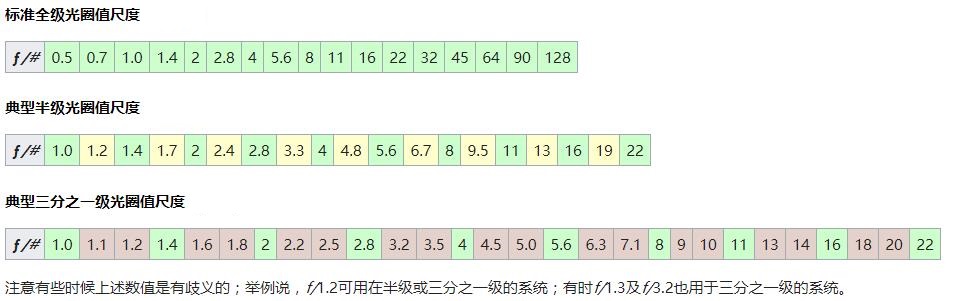 标准全级光圈值尺度
ƒ/# 0.5 0.7 1.0 1.4 2 2.8 4 5.6 8 11 16 22 32 45 64 90 128
典型半级光圈值尺度
ƒ/# 1.0 1.2 1.4 1.7 2 2.4 2.8 3.3 4 4.8 5.6 6.7 8 9.5 11 13 16 19 22
典型三分之一级光圈值尺度
ƒ/# 1.0 1.1 1.2 1.4 1.6 1.8 2 2.2 2.5 2.8 3.2 3.5 4 4.5 5.0 5.6 6.3 7.1 8 9 10 11 13 14 16 18 20 22
注意有些时候上述数值是有歧义的；举例说，ƒ/1.2可用在半级或三分之一级的系统；有时ƒ/1.3及ƒ/3.2也用于三分之一级的系统。